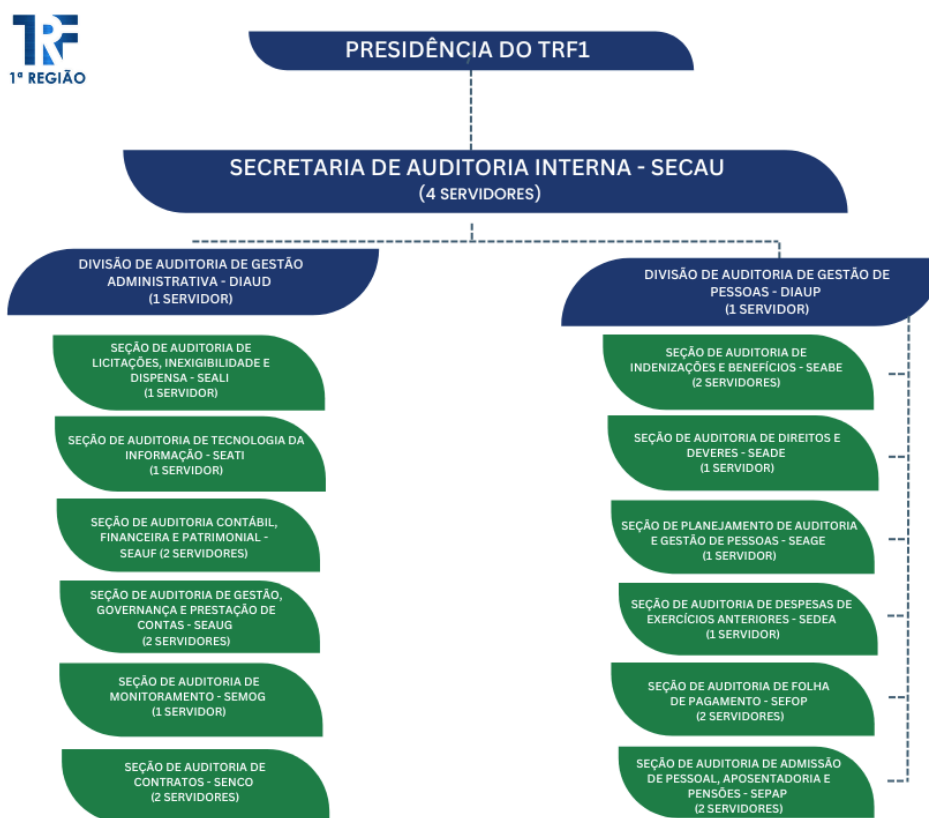 TRF
1ª REGIÃO
PRESIDÊNCIA DO TRF1
SECRETARIA DE AUDITORIA INTERNA - SECAU
(4 SERVIDORES)
DIVISÃO DE AUDITORIA DE GESTÃO
ADMINISTRATIVA - DIAUD
(1 SERVIDOR)
SEÇÃO DE AUDITORIA DE
LICITAÇÕES, INEXIGIBILIDADE E
DISPENSA - SEALI
(1 SERVIDOR)
SEÇÃO DE AUDITORIA DE TECNOLOGIA DA
INFORMAÇÃO - SEATI
(1 SERVIDOR)
SEÇÃO DE AUDITORIA CONTÁBIL,
FINANCEIRA E PATRIMONIAL -
SEAUF (2 SERVIDORES)
SEÇÃO DE AUDITORIA DE GESTÃO,
GOVERNANÇA E PRESTAÇÃO DE
CONTAS - SEAUG
(2 SERVIDORES)
SEÇÃO DE AUDITORIA DE
MONITORAMENTO - SEMOG
(1 SERVIDOR)
SEÇÃO DE AUDITORIA DE
CONTRATOS - SENCO
(2 SERVIDORES)
DIVISÃO DE AUDITORIA DE GESTÃO DE
PESSOAS - DIAUP
(1 SERVIDOR)
SEÇÃO DE AUDITORIA DE
INDENIZAÇÕES E BENEFÍCIOS - SEABE
(2 SERVIDORES)
SEÇÃO DE AUDITORIA DE DIREITOS E
DEVERES - SEADE
(1 SERVIDOR)
SEÇÃO DE PLANEJAMENTO DE AUDITORIA
E GESTÃO DE PESSOAS - SEAGE
(1 SERVIDOR)
SEÇÃO DE AUDITORIA DE DESPESAS DE
EXERCÍCIOS ANTERIORES - SEDEA
(1 SERVIDOR)
SEÇÃO DE AUDITORIA DE FOLHA
DE PAGAMENTO - SEFOP
(2 SERVIDORES)
SEÇÃO DE AUDITORIA DE ADMISSÃO
DE PESSOAL, APOSENTADORIA E
PENSÕES - SEPAP
(2 SERVIDORES)